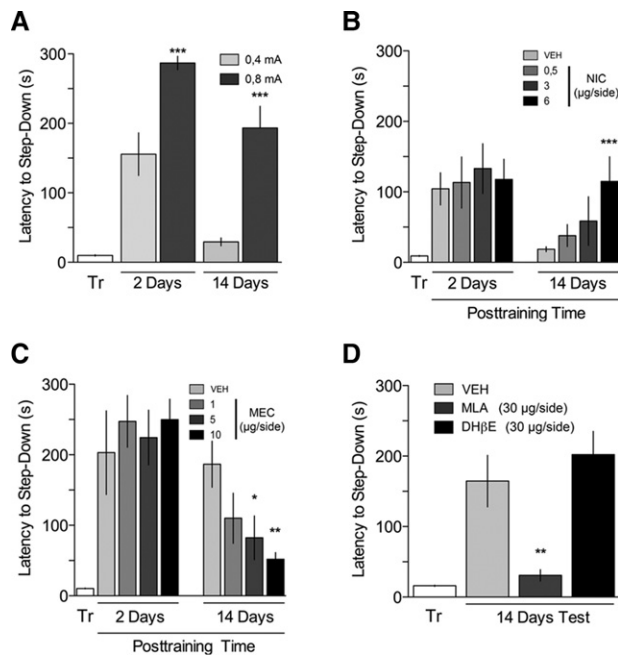 A
Latency to Step-Down (s)
300
200
100
0
0,4 mA
0,8 mA
***
***
Tr
2 Days
14 Days
B
Latency to Step-Down (s)
300
200
100
0
VEH
0,5
3
6
NIC
(µg/side)
***
Tr
2 Days
14 Days
Posttraining Time
C
Latency to Step-Down (s)
300
200
100
0
VEH
1
5
10
MEC
(µg/side)
*
**
Tr
2 Days
14 Days
Posttraining Time
D
Latency to Step-Down (s)
300
200
100
0
VEH
MLA (30 µg/side)
DHβE (30 µg/side)
**
Tr
14 Days Test